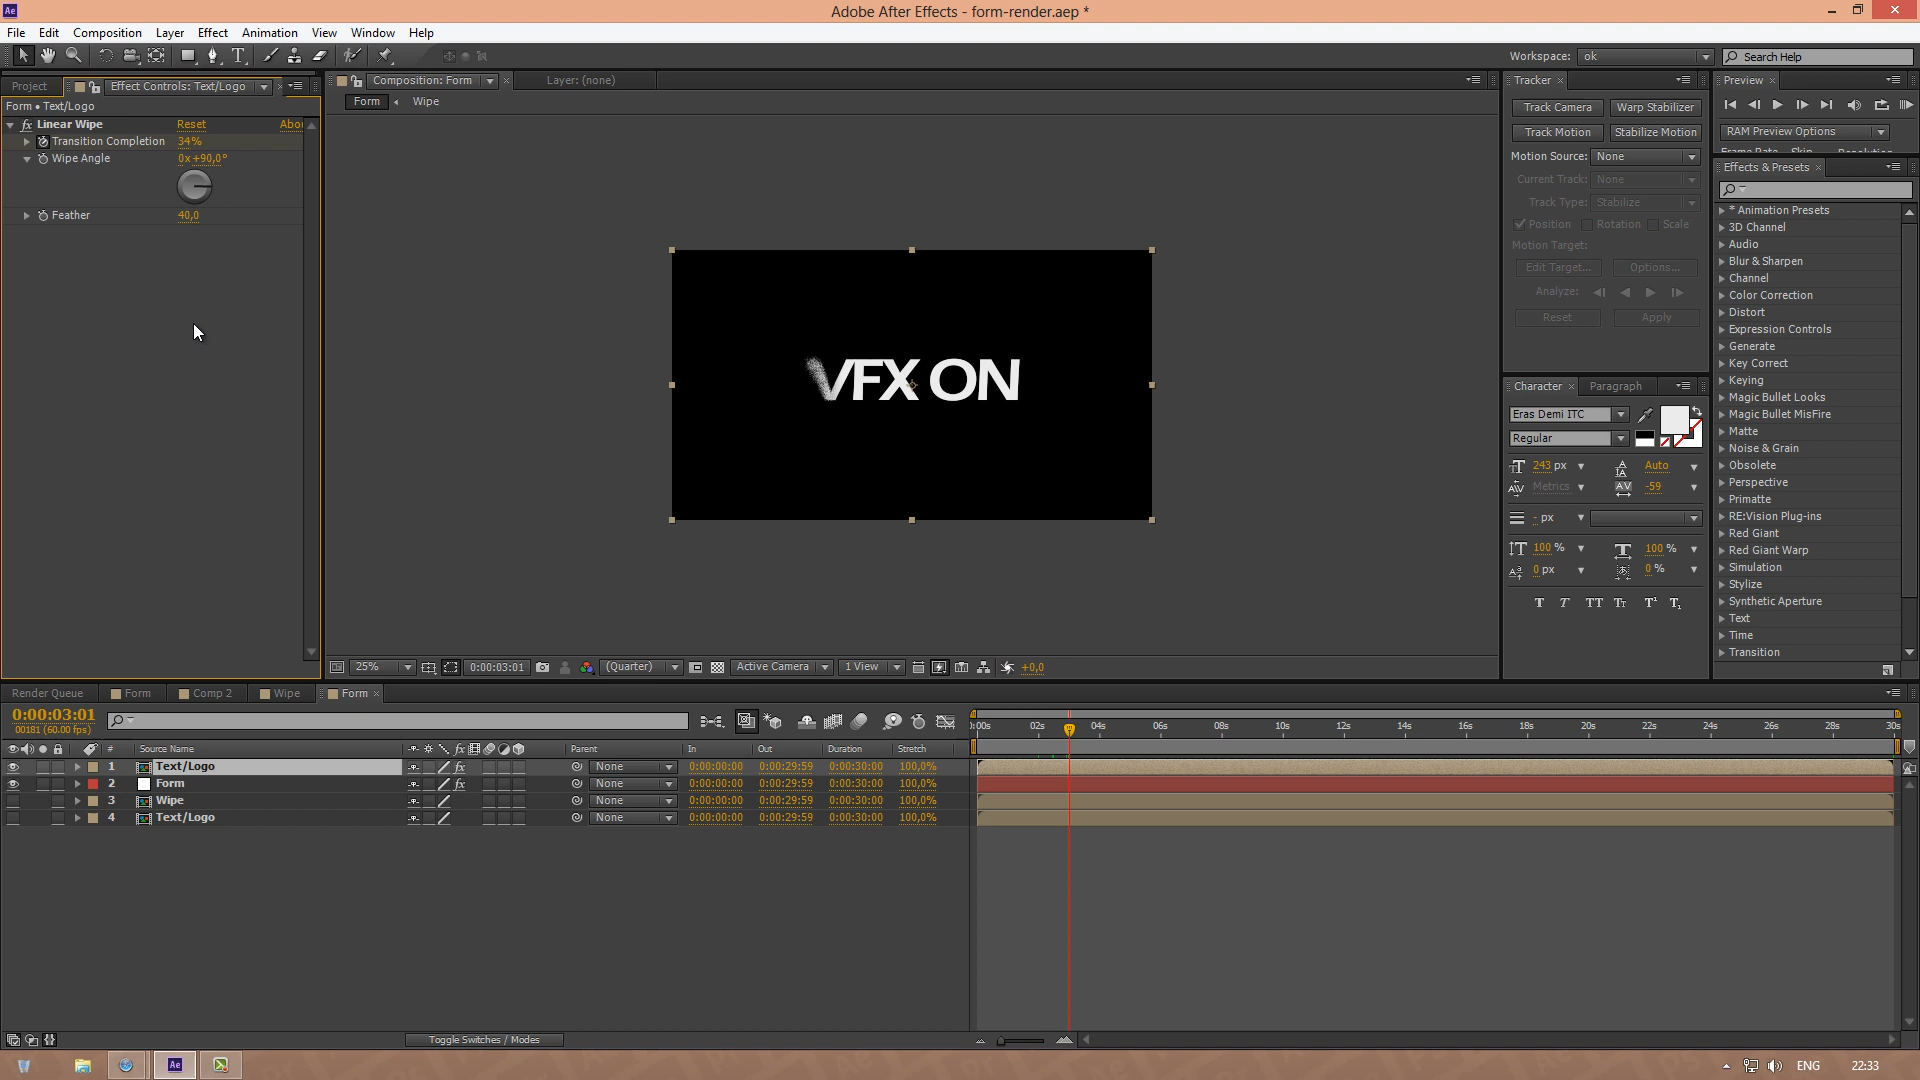 Adobe After Effects - form-render.aep *
File Edit Composition Layer Effect Animation View Window Help
Workspace: ok Search Help
Project Effect Controls: Text/Logo
Form • Text/Logo
fx Linear Wipe Reset Abou
Transition Completion 34%
Wipe Angle 0x+90,0°
Feather 40,0
Composition: Form Layer: (none)
Form Wipe
VFX ON
25% 0:00:03:01 (Quarter) Active Camera 1 View +0,0
Tracker
Track Camera Warp Stabilizer
Track Motion Stabilize Motion
Motion Source: None
Current Track: None
Track Type: Stabilize
Position Rotation Scale
Motion Target:
Edit Target... Options...
Analyze:
Reset Apply
Character Paragraph
Eras Demi ITC
Regular
243 px Auto
Metrics -59
- px
100 % 100 %
0 px 0 %
T T TT Tт T¹ T₁
Preview
RAM Preview Options
Frame Rate Skip Resolution
Effects & Presets
* Animation Presets
3D Channel
Audio
Blur & Sharpen
Channel
Color Correction
Distort
Expression Controls
Generate
Key Correct
Keying
Magic Bullet Looks
Magic Bullet MisFire
Matte
Noise & Grain
Obsolete
Perspective
Primatte
RE:Vision Plug-ins
Red Giant
Red Giant Warp
Simulation
Stylize
Synthetic Aperture
Text
Time
Transition
Render Queue Form Comp 2 Wipe Form
0:00:03:01
00181 (60.00 fps)
:00s 02s 04s 06s 08s 10s 12s 14s 16s 18s 20s 22s 24s 26s 28s 30s
# Source Name fx Parent In Out Duration Stretch
1 Text/Logo fx None 0:00:00:00 0:00:29:59 0:00:30:00 100,0%
2 Form fx None 0:00:00:00 0:00:29:59 0:00:30:00 100,0%
3 Wipe None 0:00:00:00 0:00:29:59 0:00:30:00 100,0%
4 Text/Logo None 0:00:00:00 0:00:29:59 0:00:30:00 100,0%
Toggle Switches / Modes
Ae ENG 22:33